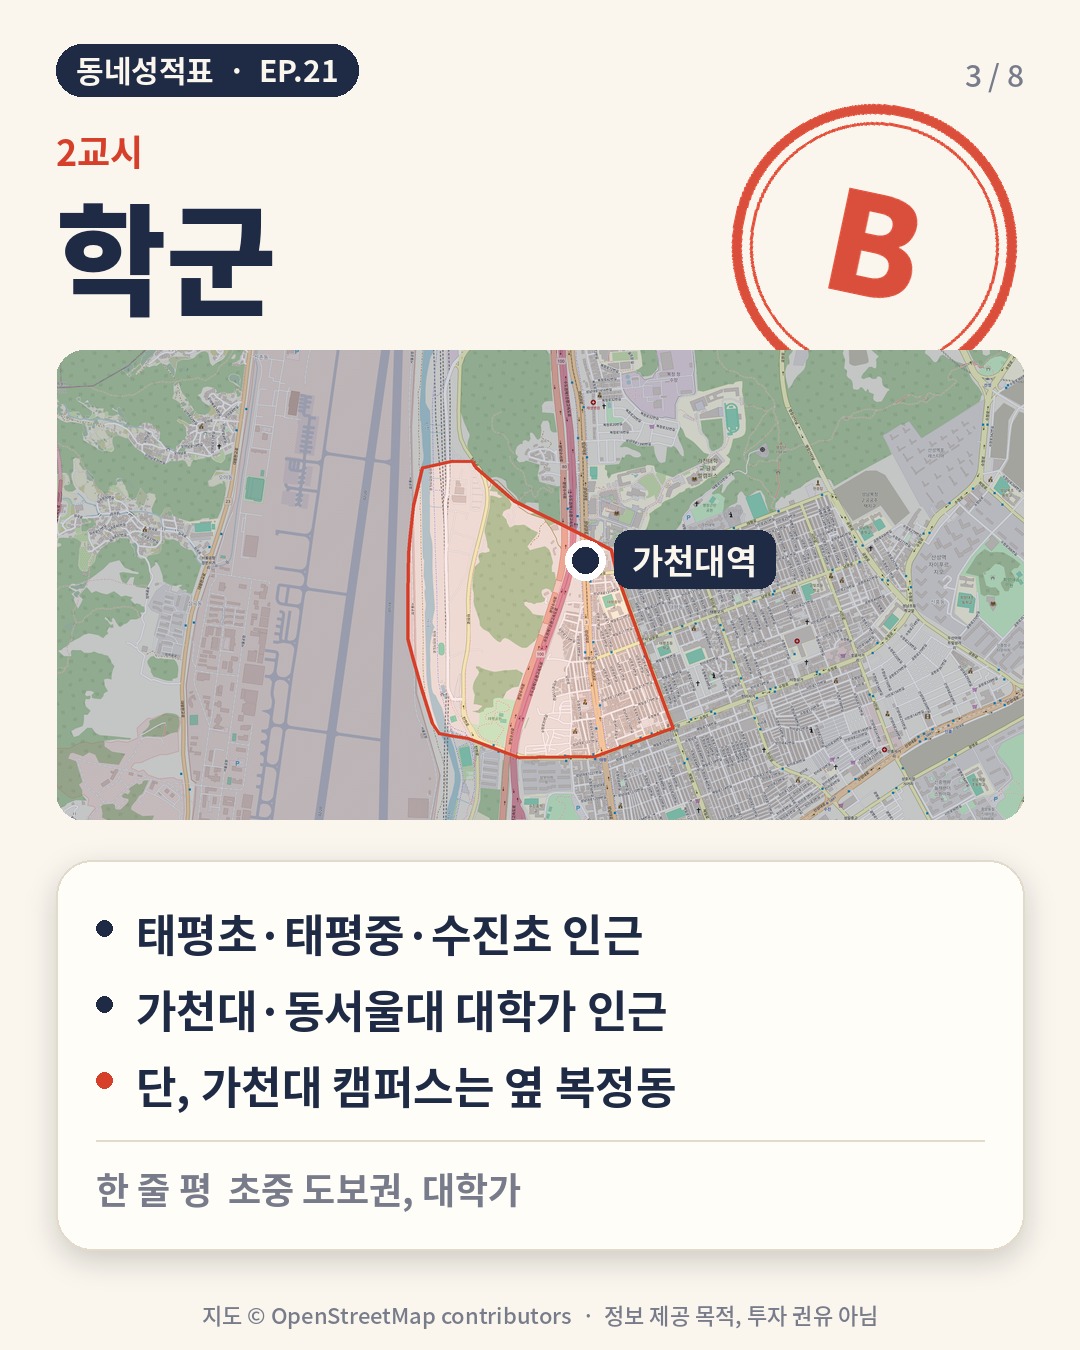 동네성적표 · EP.21
3 / 8
2교시
학군
B
가천대역
태평초·태평중·수진초 인근
가천대·동서울대 대학가 인근
단, 가천대 캠퍼스는 옆 복정동
한 줄 평 초중 도보권, 대학가
지도 © OpenStreetMap contributors · 정보 제공 목적, 투자 권유 아님